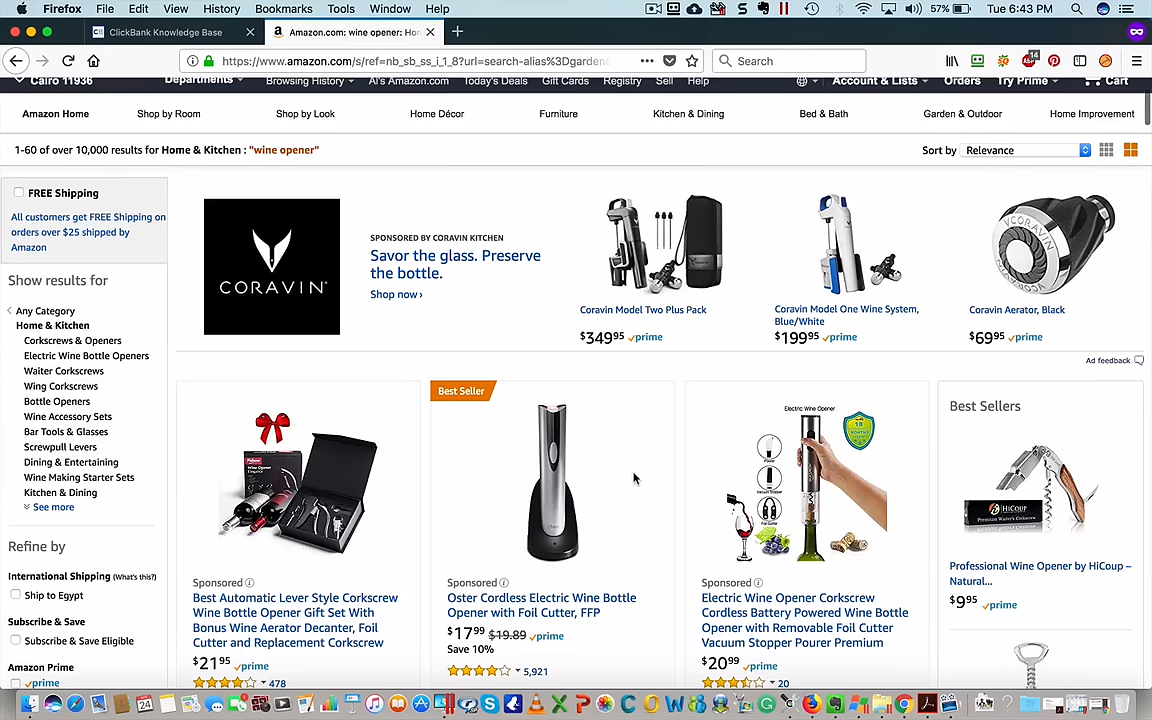 Firefox File Edit View History Bookmarks Tools Window Help 57% Tue 6:43 PM
ClickBank Knowledge Base Amazon.com: wine opener: Hom
https://www.amazon.com/s/ref=nb_sb_ss_i_1_8?url=search-alias%3Dgarden Search
Cairo 11936 Departments Browsing History Al's Amazon.com Today's Deals Gift Cards Registry Sell Help Account & Lists Orders Try Prime Cart
Amazon Home Shop by Room Shop by Look Home Décor Furniture Kitchen & Dining Bed & Bath Garden & Outdoor Home Improvement
1-60 of over 10,000 results for Home & Kitchen : "wine opener" Sort by Relevance
FREE Shipping
All customers get FREE Shipping on
orders over $25 shipped by
Amazon
Show results for
Any Category
Home & Kitchen
Corkscrews & Openers
Electric Wine Bottle Openers
Waiter Corkscrews
Wing Corkscrews
Bottle Openers
Wine Accessory Sets
Bar Tools & Glasses
Screwpull Levers
Dining & Entertaining
Wine Making Starter Sets
Kitchen & Dining
See more
Refine by
International Shipping (What's this?)
Ship to Egypt
Subscribe & Save
Subscribe & Save Eligible
Amazon Prime
prime
CORAVIN
SPONSORED BY CORAVIN KITCHEN
Savor the glass. Preserve
the bottle.
Shop now ›
Coravin Model Two Plus Pack
$349.95 prime
Coravin Model One Wine System,
Blue/White
$199.95 prime
CORAVIN
Coravin Aerator, Black
$69.95 prime
Ad feedback
Sponsored
Best Automatic Lever Style Corkscrew
Wine Bottle Opener Gift Set With
Bonus Wine Aerator Decanter, Foil
Cutter and Replacement Corkscrew
$21.95 prime
478
Best Seller
Sponsored
Oster Cordless Electric Wine Bottle
Opener with Foil Cutter, FFP
$17.99 $19.89 prime
Save 10%
5,921
Electric Wine Opener
Sponsored
Electric Wine Opener Corkscrew
Cordless Battery Powered Wine Bottle
Opener with Removable Foil Cutter
Vacuum Stopper Pourer Premium
$20.99 prime
20
Best Sellers
HiCoup
Professional Wine Opener by HiCoup –
Natural...
$9.95 prime